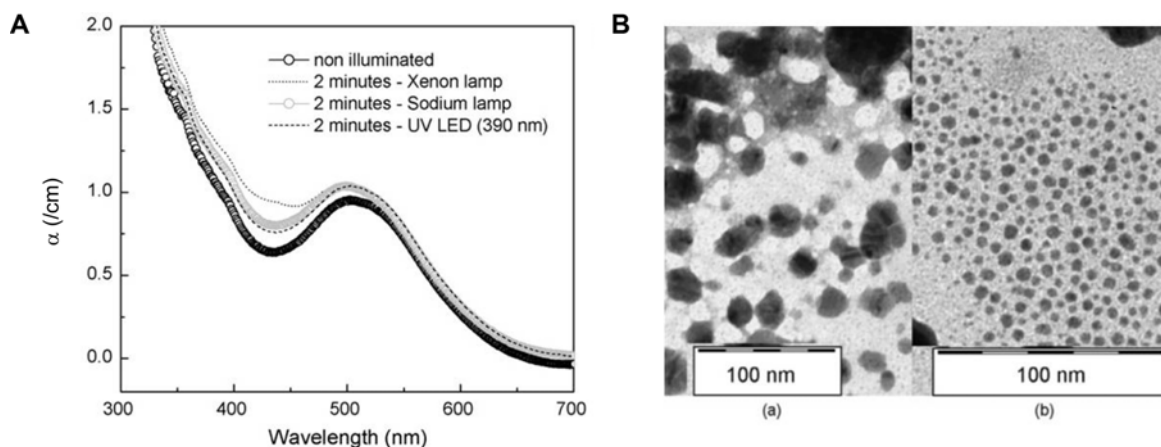 A
2.0
non illuminated
2 minutes - Xenon lamp
2 minutes - Sodium lamp
2 minutes - UV LED (390 nm)
1.5
1.0
0.5
0.0
α (/cm)
300 400 500 600 700
Wavelength (nm)
B
100 nm 100 nm
(a) (b)